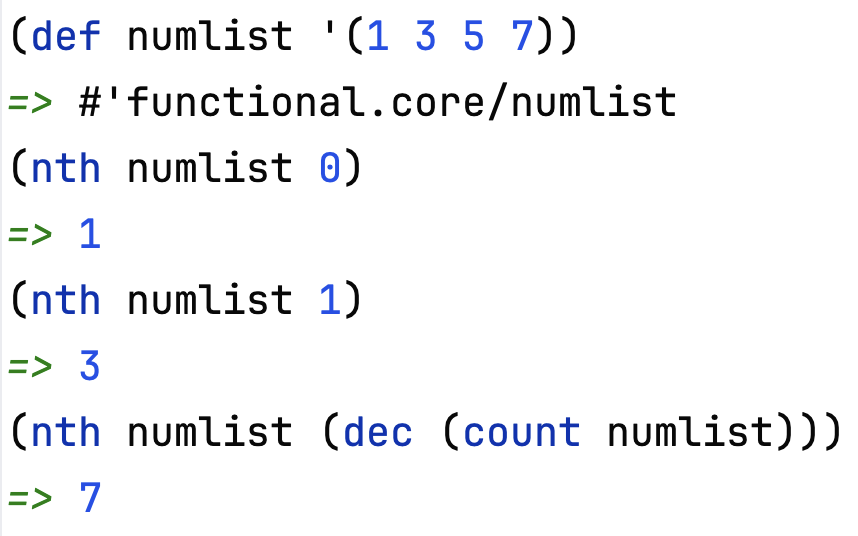 (def numlist '(1 3 5 7))
=> #'functional.core/numlist
(nth numlist 0)
=> 1
(nth numlist 1)
=> 3
(nth numlist (dec (count numlist)))
=> 7